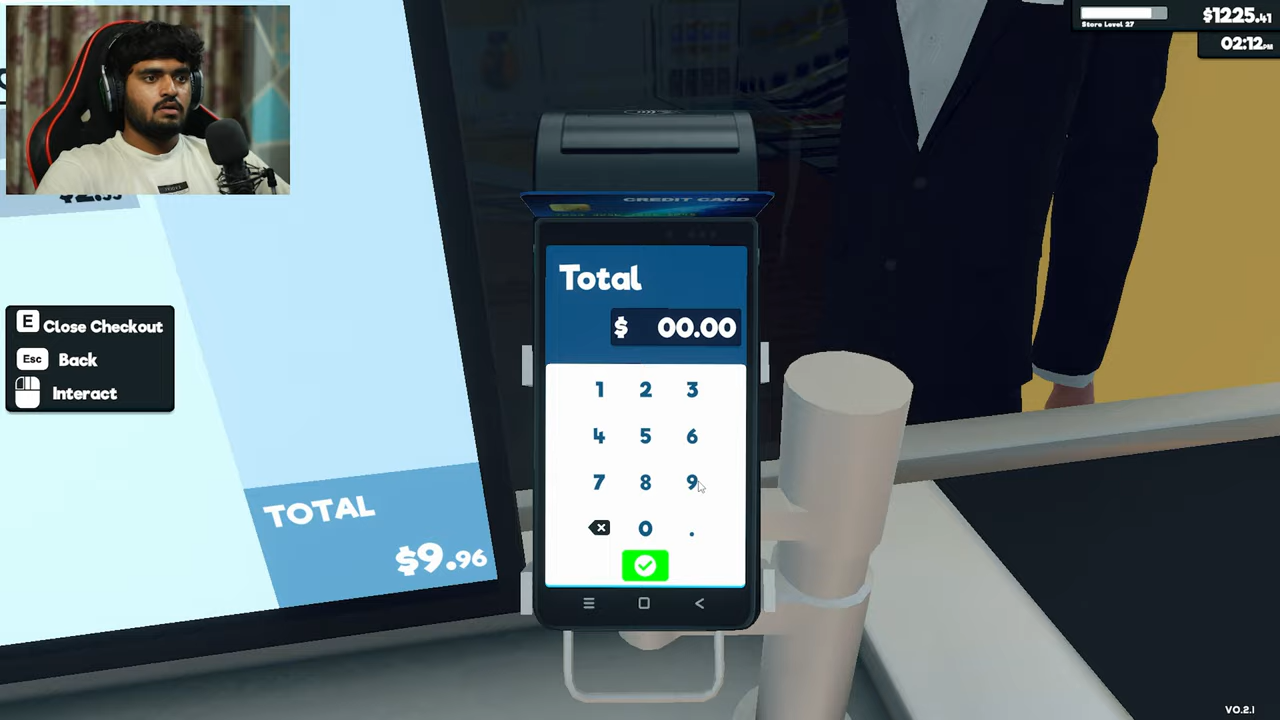 $1225.41
Store Level 27
02:12PM
CREDIT CARD
Total
$ 00.00
E Close Checkout
Esc Back
Interact
1 2 3
4 5 6
7 8 9
0 .
TOTAL
$9.96
V0.2.1